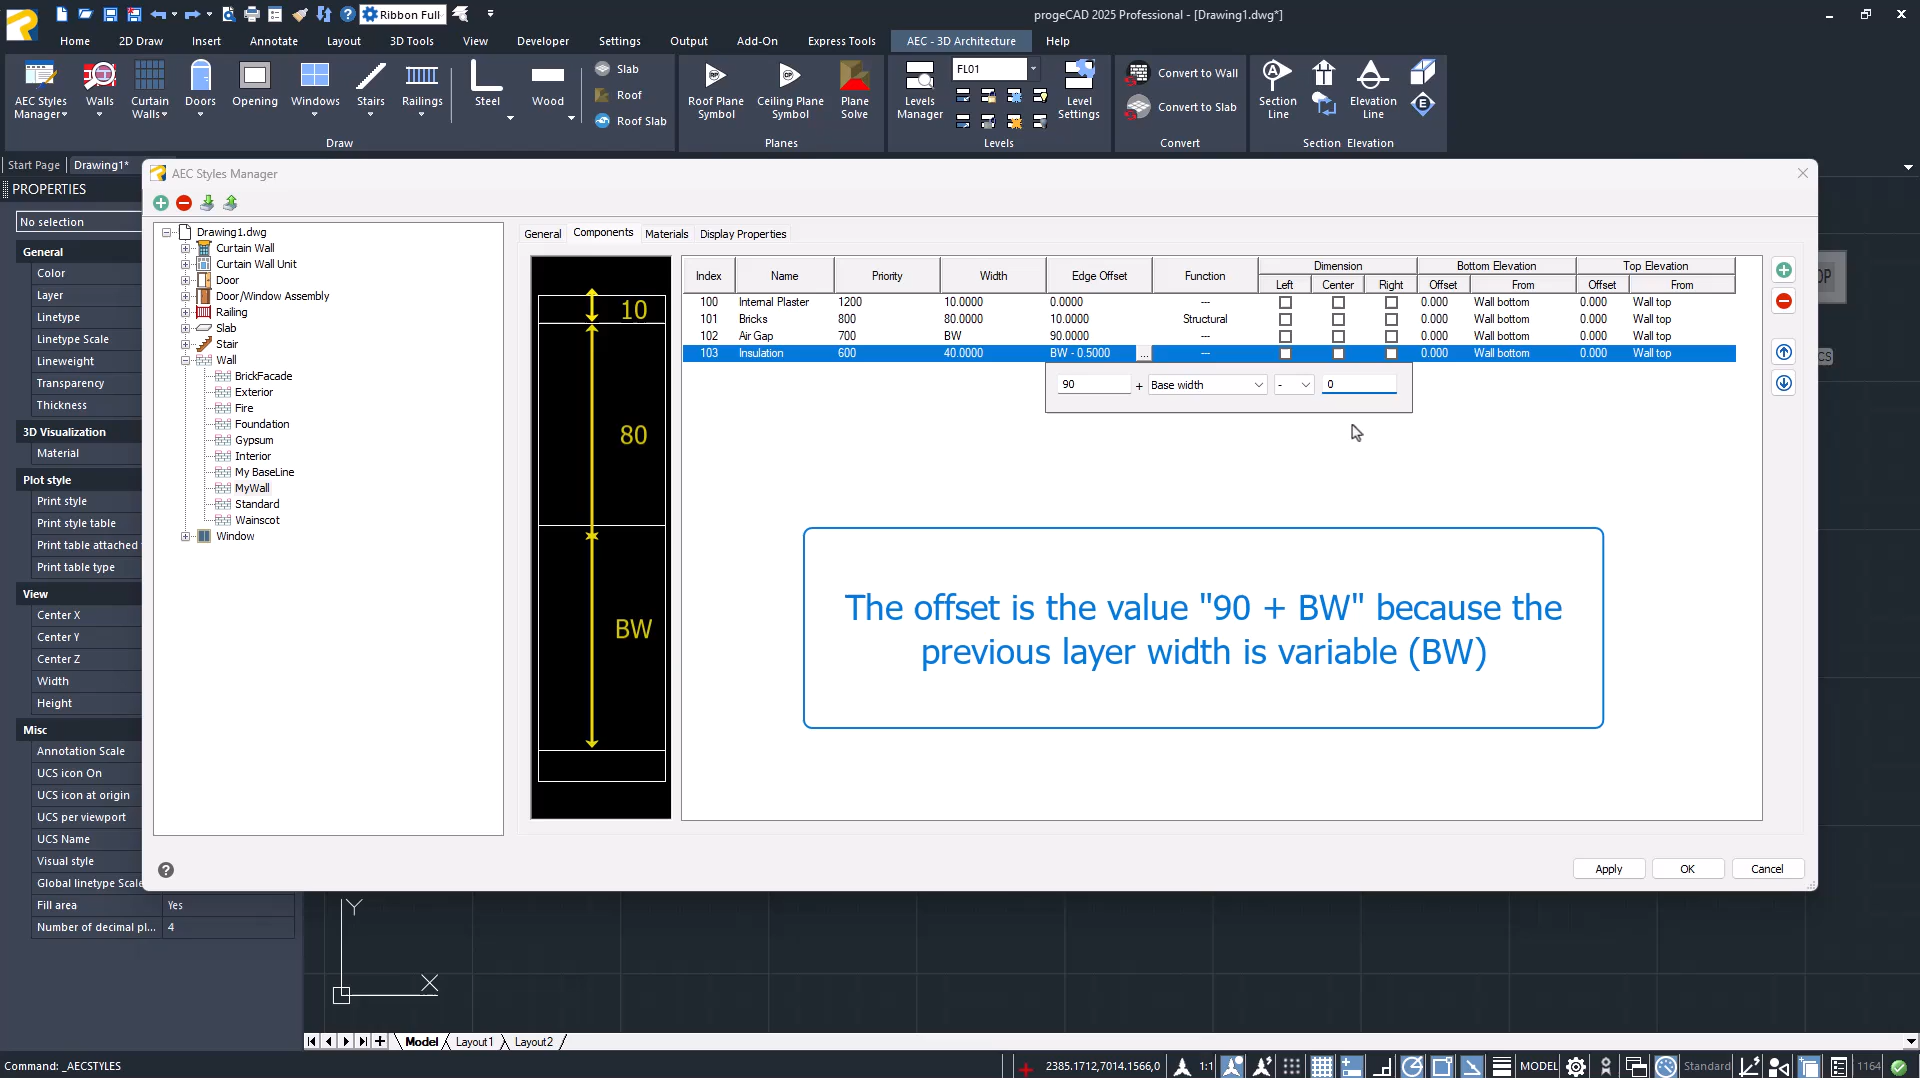 Ribbon Full
progeCAD 2025 Professional - [Drawing1.dwg*]
Home 2D Draw Insert Annotate Layout 3D Tools View Developer Settings Output Add-On Express Tools AEC - 3D Architecture Help
AEC Styles Manager
Walls
Curtain Walls
Doors
Opening
Windows
Stairs
Railings
Steel
Wood
Slab
Roof
Roof Slab
Draw
Roof Plane Symbol
Ceiling Plane Symbol
Plane Solve
Planes
Levels Manager
FL01
Level Settings
Levels
Convert to Wall
Convert to Slab
Convert
Section Line
Elevation Line
Section Elevation
Start Page Drawing1*
PROPERTIES
No selection
General
Color
Layer
Linetype
Linetype Scale
Lineweight
Transparency
Thickness
3D Visualization
Material
Plot style
Print style
Print style table
Print table attached
Print table type
View
Center X
Center Y
Center Z
Width
Height
Misc
Annotation Scale
UCS icon On
UCS icon at origin
UCS per viewport
UCS Name
Visual style
Global linetype Scale
Fill area Yes
Number of decimal pl... 4
AEC Styles Manager
Drawing1.dwg
Curtain Wall
Curtain Wall Unit
Door
Door/Window Assembly
Railing
Slab
Stair
Wall
BrickFacade
Exterior
Fire
Foundation
Gypsum
Interior
My BaseLine
MyWall
Standard
Wainscot
Window
General Components Materials Display Properties
10
80
BW
Index Name Priority Width Edge Offset Function Dimension Bottom Elevation Top Elevation
Left Center Right Offset From Offset From
100 Internal Plaster 1200 10.0000 0.0000 --- 0.000 Wall bottom 0.000 Wall top
101 Bricks 800 80.0000 10.0000 Structural 0.000 Wall bottom 0.000 Wall top
102 Air Gap 700 BW 90.0000 --- 0.000 Wall bottom 0.000 Wall top
103 Insulation 600 40.0000 BW - 0.5000 ... --- 0.000 Wall bottom 0.000 Wall top
90 + Base width - 0
The offset is the value "90 + BW" because the
previous layer width is variable (BW)
Apply OK Cancel
Y
X
Model Layout1 Layout2
Command: _AECSTYLES
2385.1712,7014.1566,0 1:1 MODEL Standard 1164